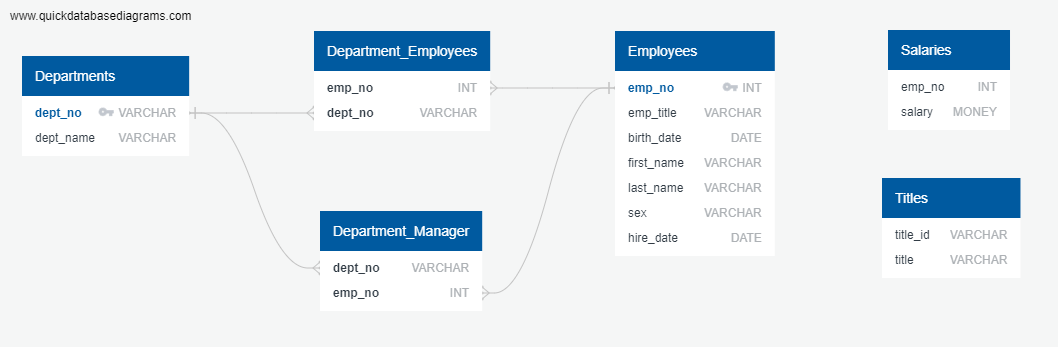 www.quickdatabasediagrams.com
Departments
dept_no VARCHAR
dept_name VARCHAR
Department_Employees
emp_no INT
dept_no VARCHAR
Department_Manager
dept_no VARCHAR
emp_no INT
Employees
emp_no INT
emp_title VARCHAR
birth_date DATE
first_name VARCHAR
last_name VARCHAR
sex VARCHAR
hire_date DATE
Salaries
emp_no INT
salary MONEY
Titles
title_id VARCHAR
title VARCHAR